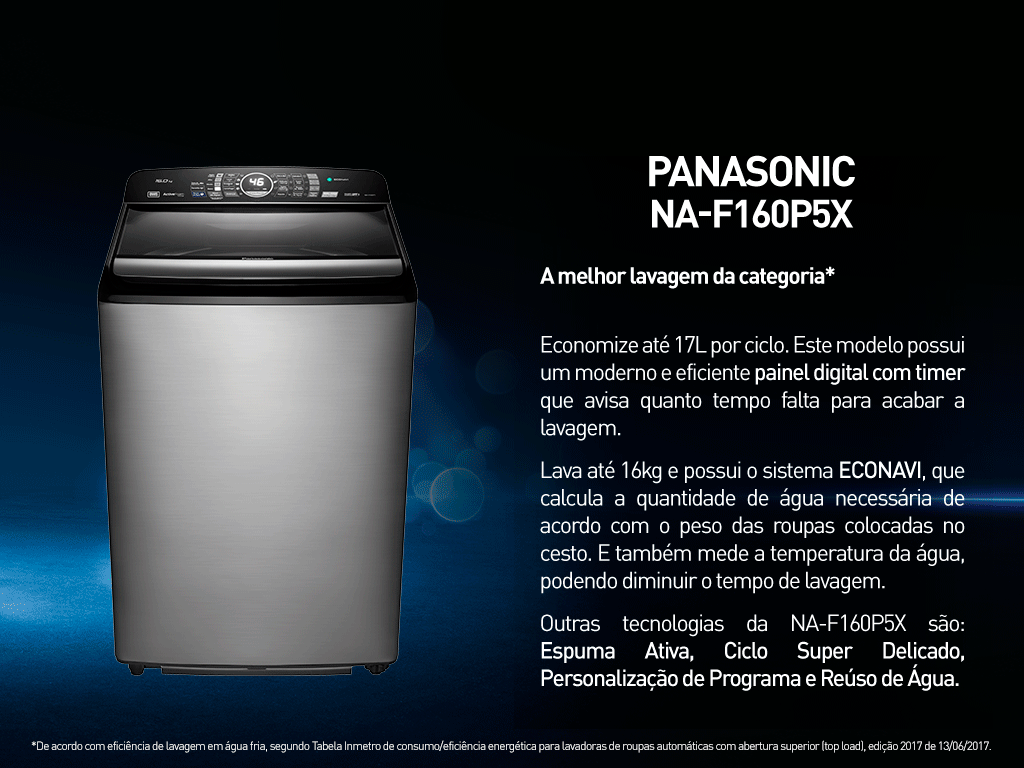 16.0 kg
46
Panasonic
PANASONIC
NA-F160P5X
A melhor lavagem da categoria*
Economize até 17L por ciclo. Este modelo possui
um moderno e eficiente painel digital com timer
que avisa quanto tempo falta para acabar a
lavagem.
Lava até 16kg e possui o sistema ECONAVI, que
calcula a quantidade de água necessária de
acordo com o peso das roupas colocadas no
cesto. E também mede a temperatura da água,
podendo diminuir o tempo de lavagem.
Outras tecnologias da NA-F160P5X são:
Espuma Ativa, Ciclo Super Delicado,
Personalização de Programa e Reúso de Água.
*De acordo com eficiência de lavagem em água fria, segundo Tabela Inmetro de consumo/eficiência energética para lavadoras de roupas automáticas com abertura superior (top load), edição 2017 de 13/06/2017.